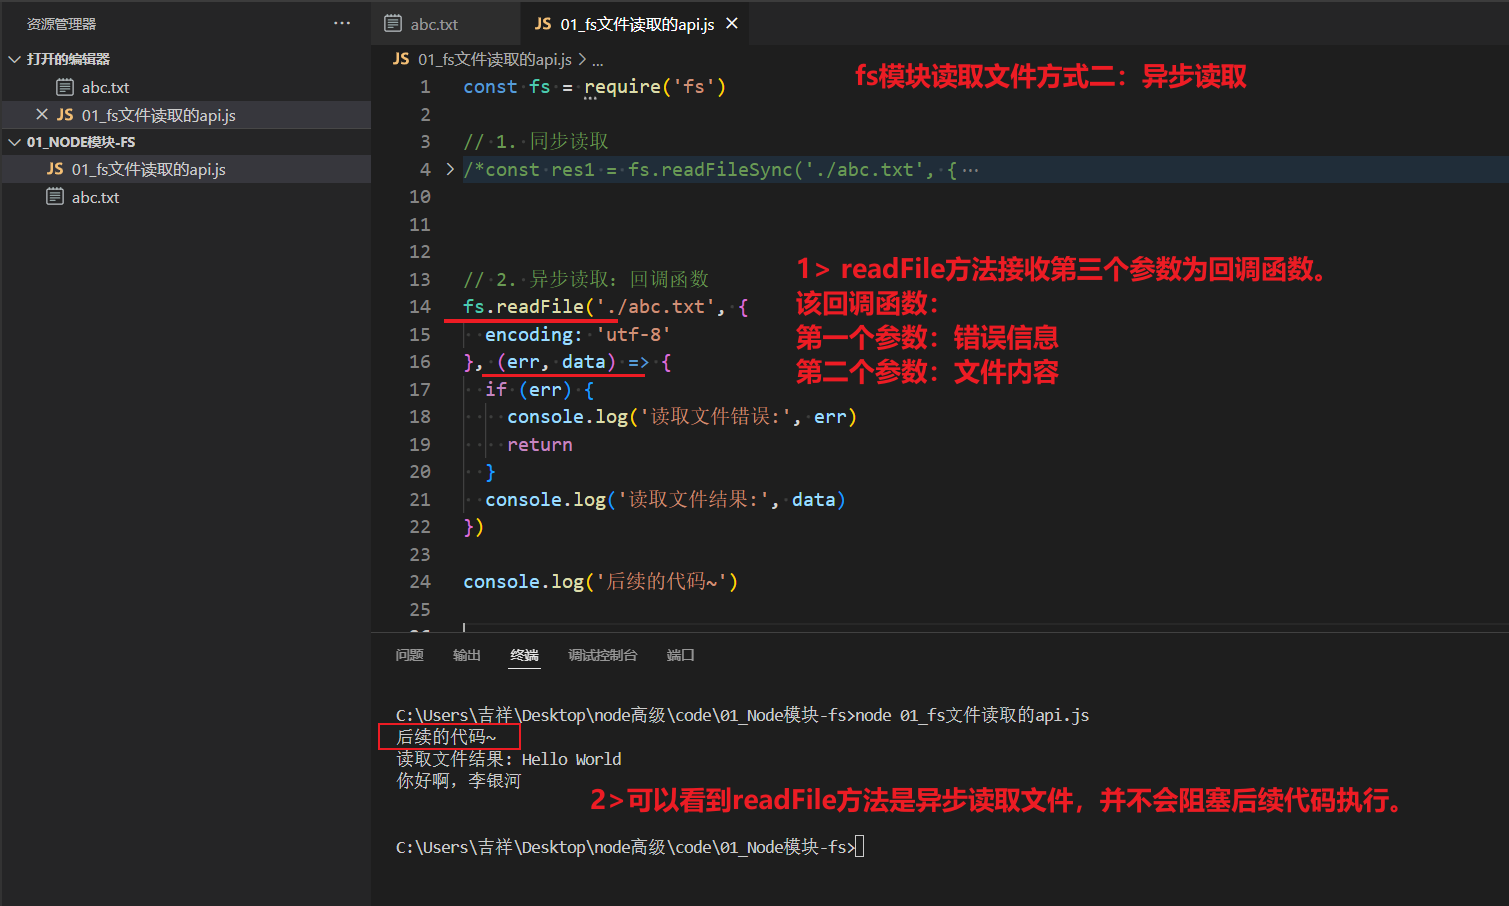 资源管理器
打开的编辑器
abc.txt
JS 01_fs文件读取的api.js
01_NODE模块-FS
JS 01_fs文件读取的api.js
abc.txt
abc.txt
JS 01_fs文件读取的api.js
JS 01_fs文件读取的api.js > ...
fs模块读取文件方式二：异步读取
1 const fs = require('fs')
2
3 // 1. 同步读取
4 /*const res1 = fs.readFileSync('./abc.txt', {…
10
11
12
13 // 2. 异步读取: 回调函数
14 fs.readFile('./abc.txt', {
15 encoding: 'utf-8'
16 }, (err, data) => {
17 if (err) {
18 console.log('读取文件错误:', err)
19 return
20 }
21 console.log('读取文件结果:', data)
22 })
23
24 console.log('后续的代码~')
25
1> readFile方法接收第三个参数为回调函数。
该回调函数：
第一个参数：错误信息
第二个参数：文件内容
问题 输出 终端 调试控制台 端口
C:\Users\吉祥\Desktop\node高级\code\01_Node模块-fs>node 01_fs文件读取的api.js
后续的代码~
读取文件结果: Hello World
你好啊，李银河
2>可以看到readFile方法是异步读取文件，并不会阻塞后续代码执行。
C:\Users\吉祥\Desktop\node高级\code\01_Node模块-fs>